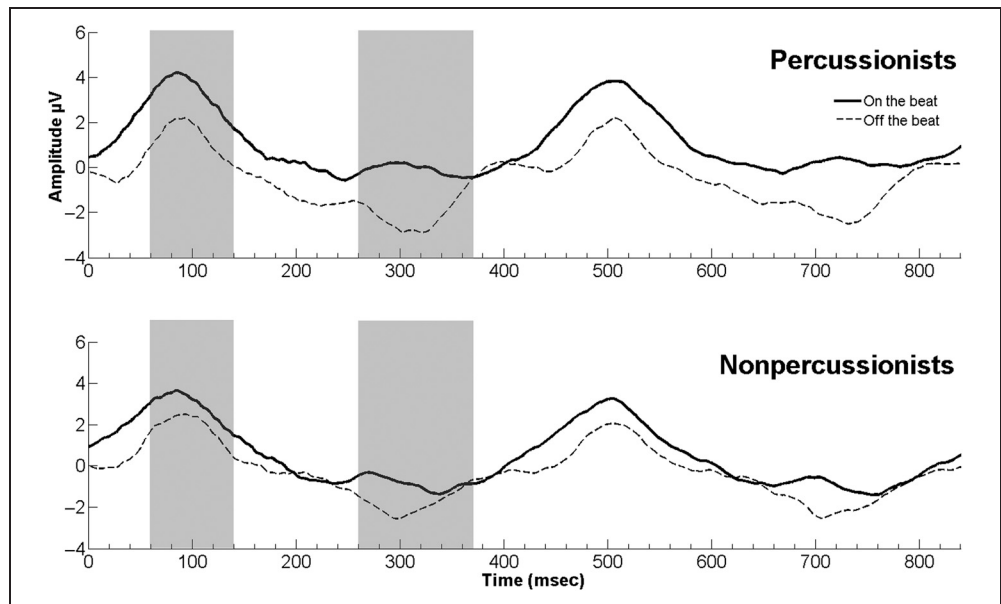 Percussionists
On the beat
Off the beat
Amplitude µV
6
4
2
0
−2
−4
0 100 200 300 400 500 600 700 800
Nonpercussionists
6
4
2
0
−2
−4
0 100 200 300 400 500 600 700 800
Time (msec)